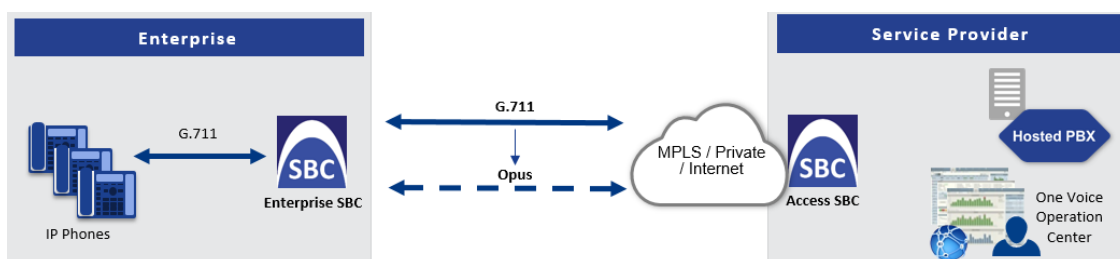 Enterprise
Service Provider
G.711
G.711
Opus
SBC
Enterprise SBC
IP Phones
MPLS / Private
/ Internet
SBC
Access SBC
Hosted PBX
One Voice
Operation
Center